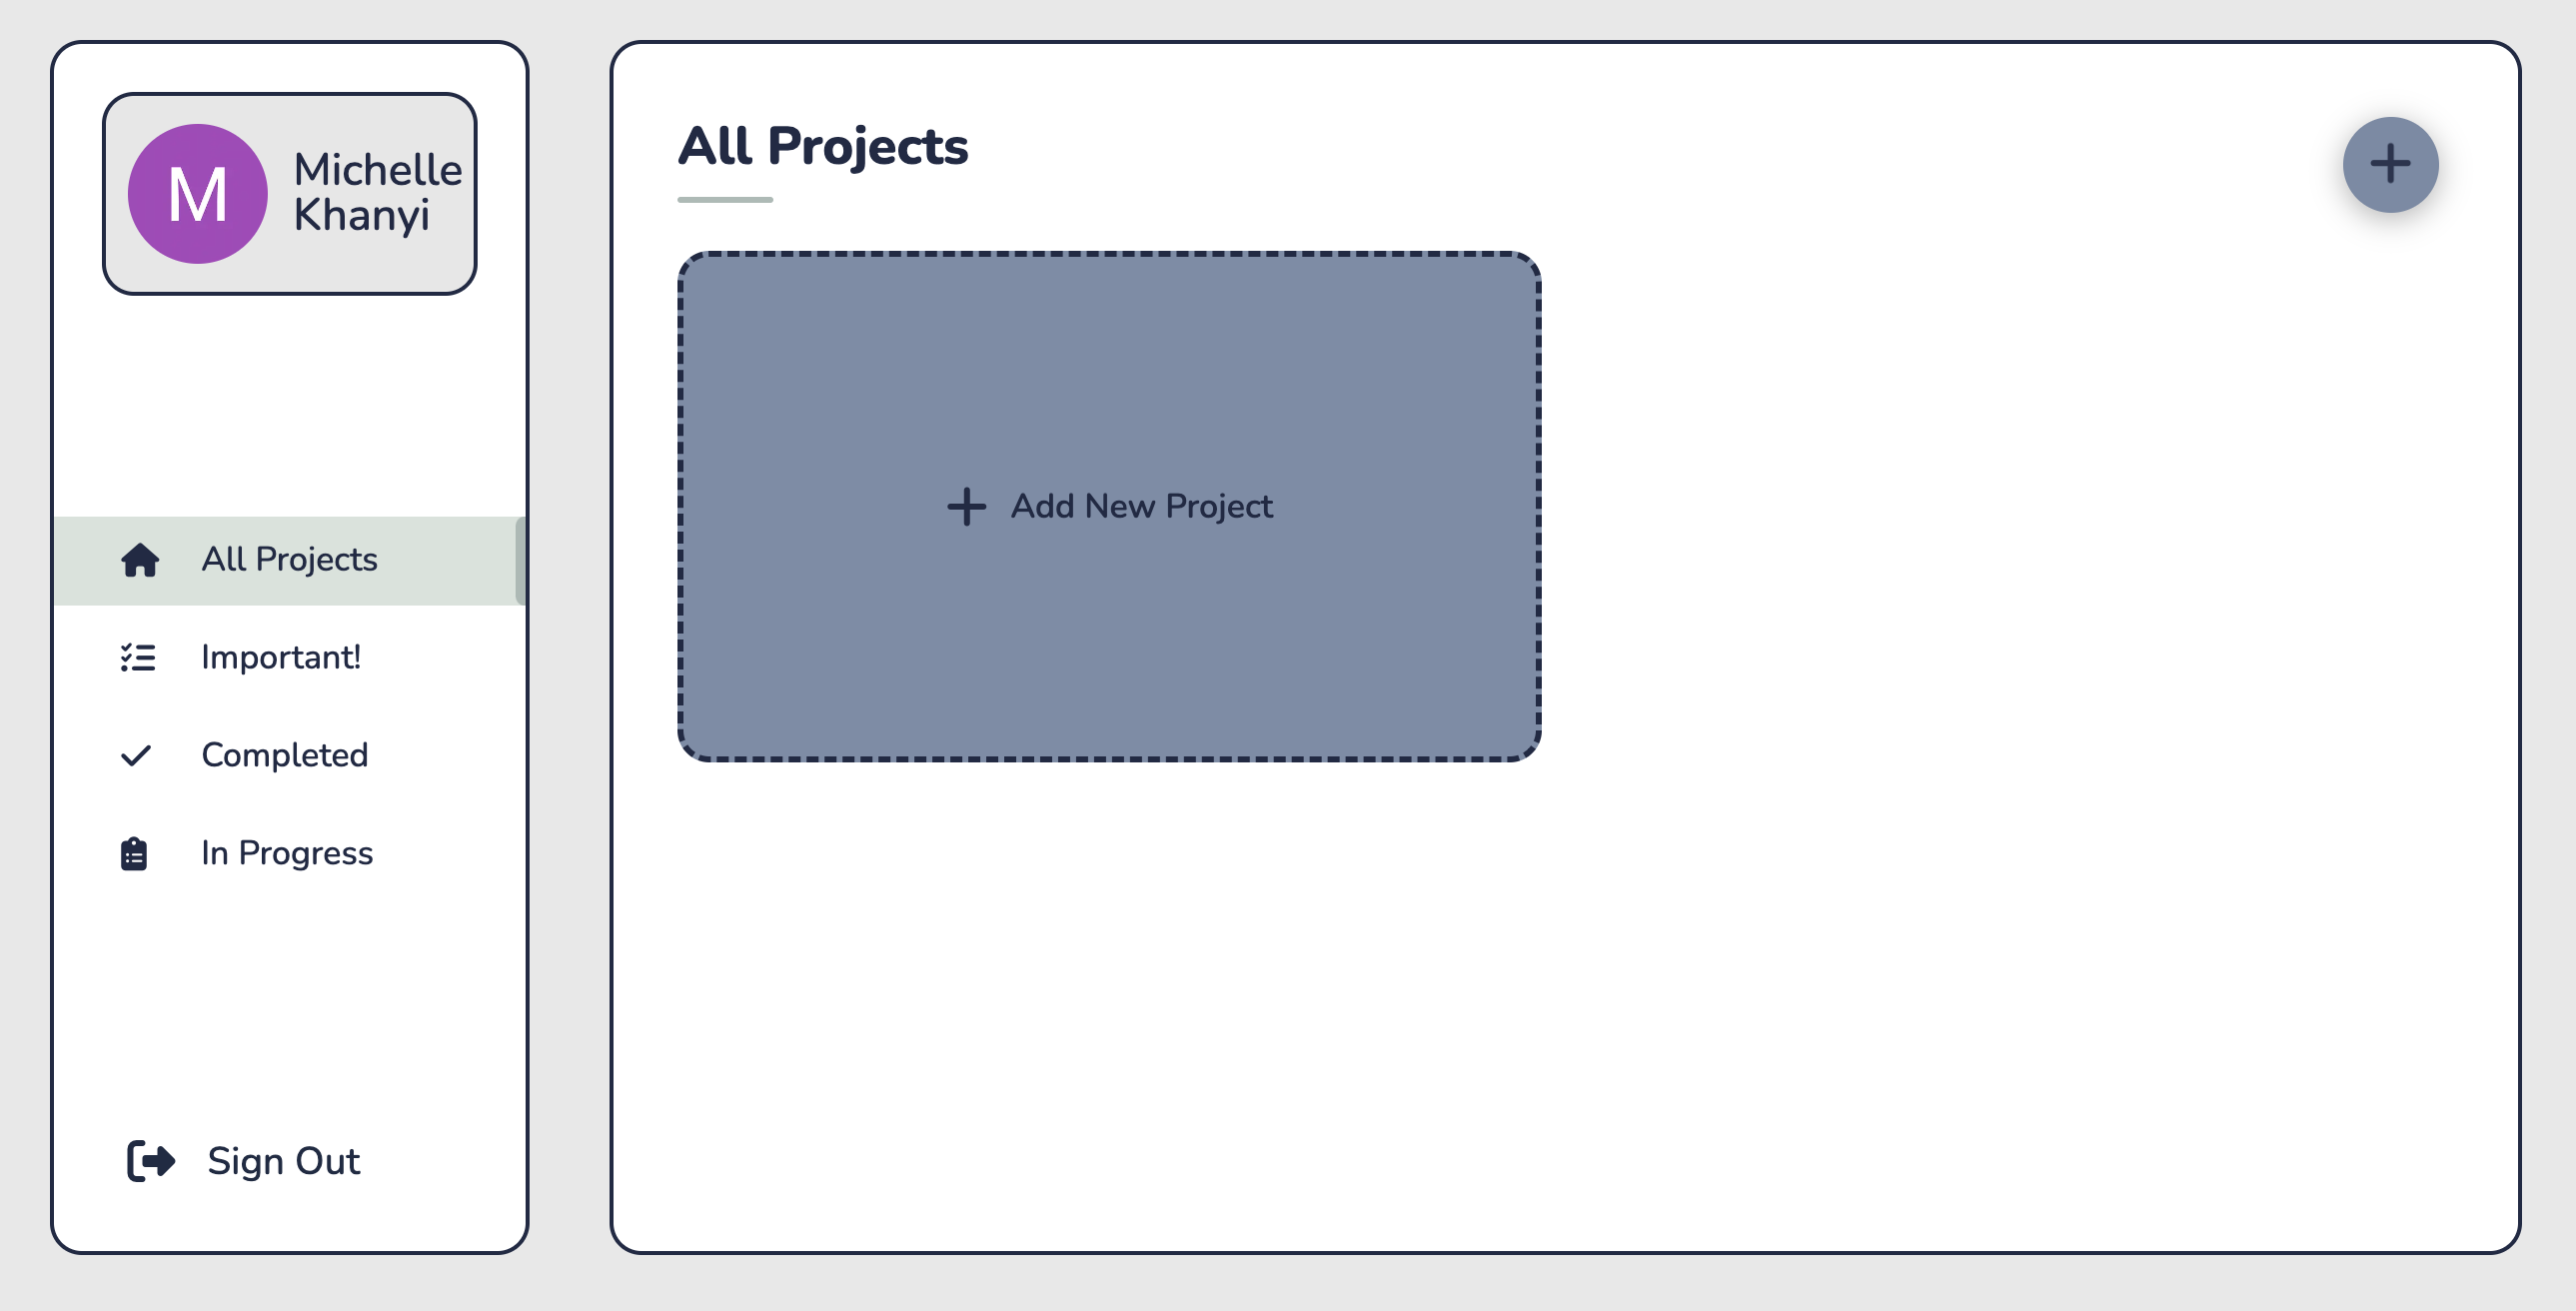 M
Michelle
Khanyi
All Projects
Important!
Completed
In Progress
Sign Out
All Projects
Add New Project